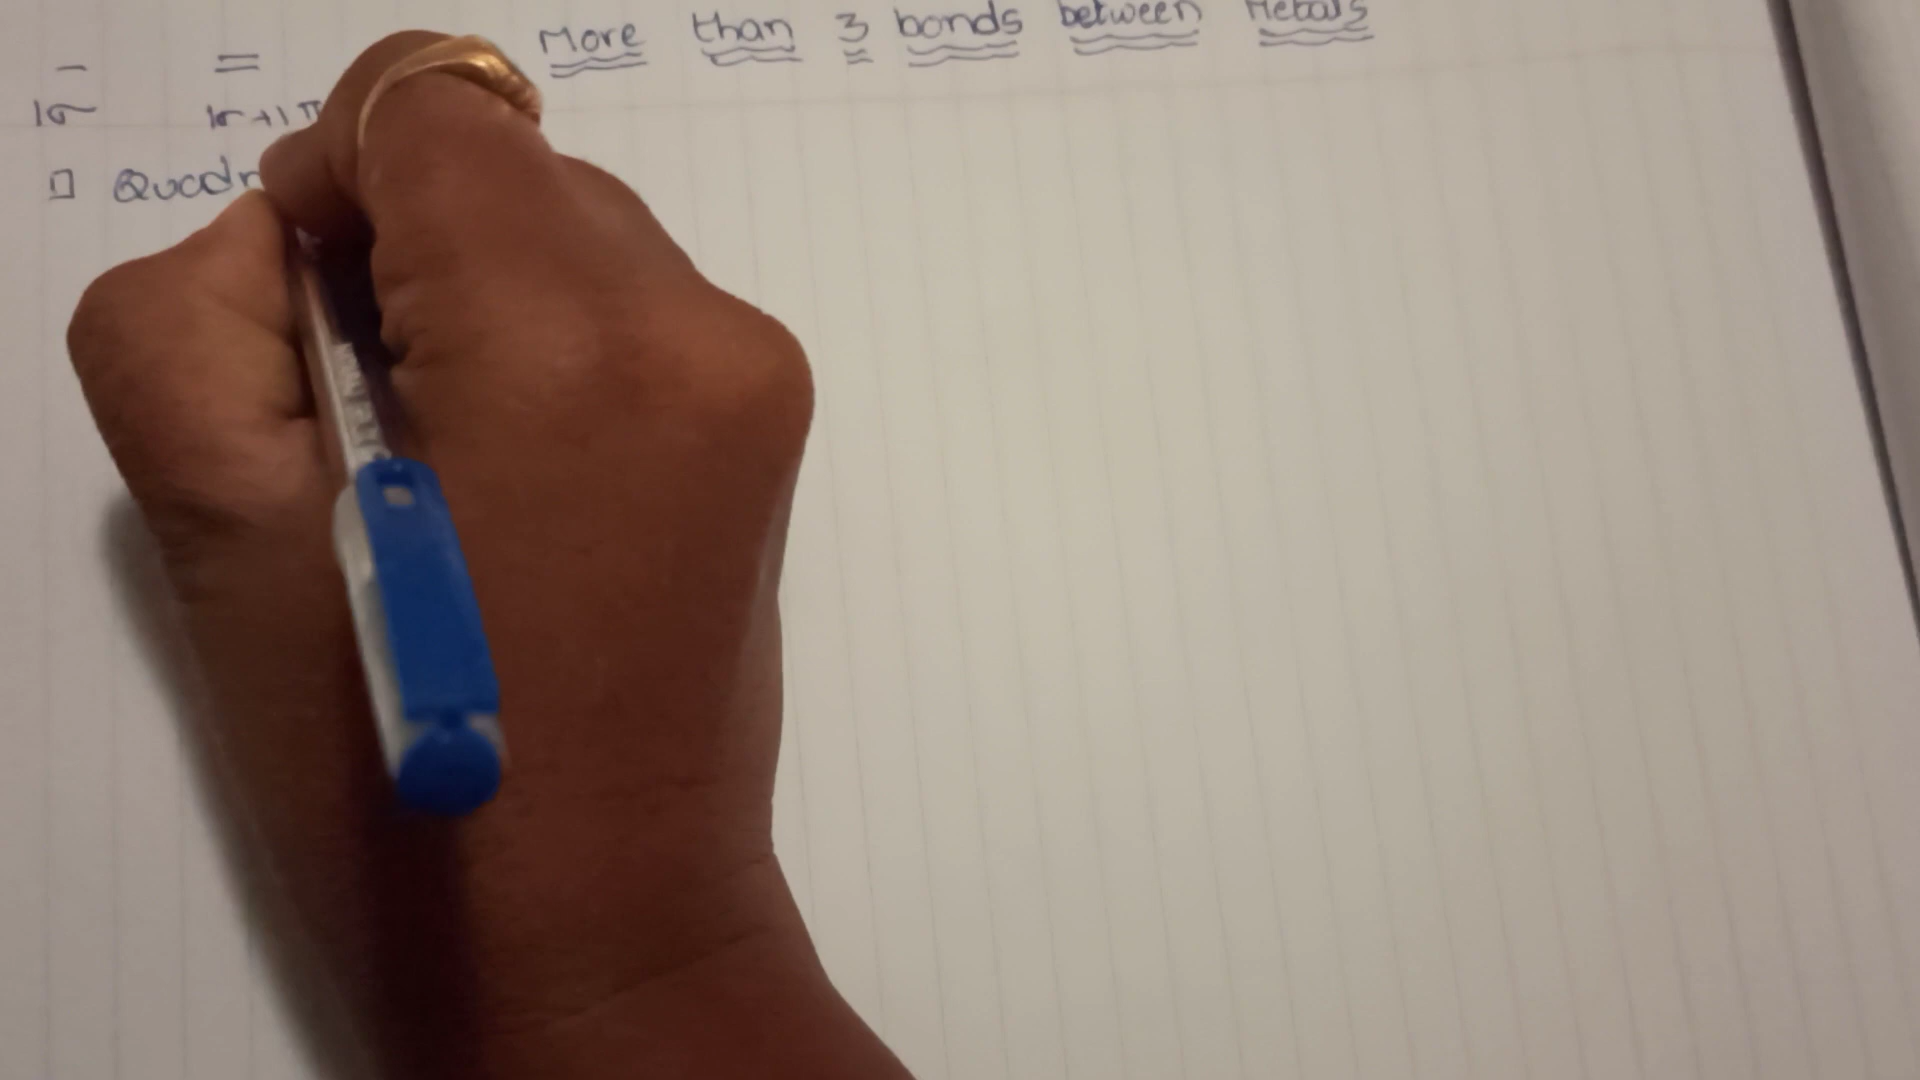 More than 3 bonds between Metals
- =
1σ 1σ+1π
□ Quadr